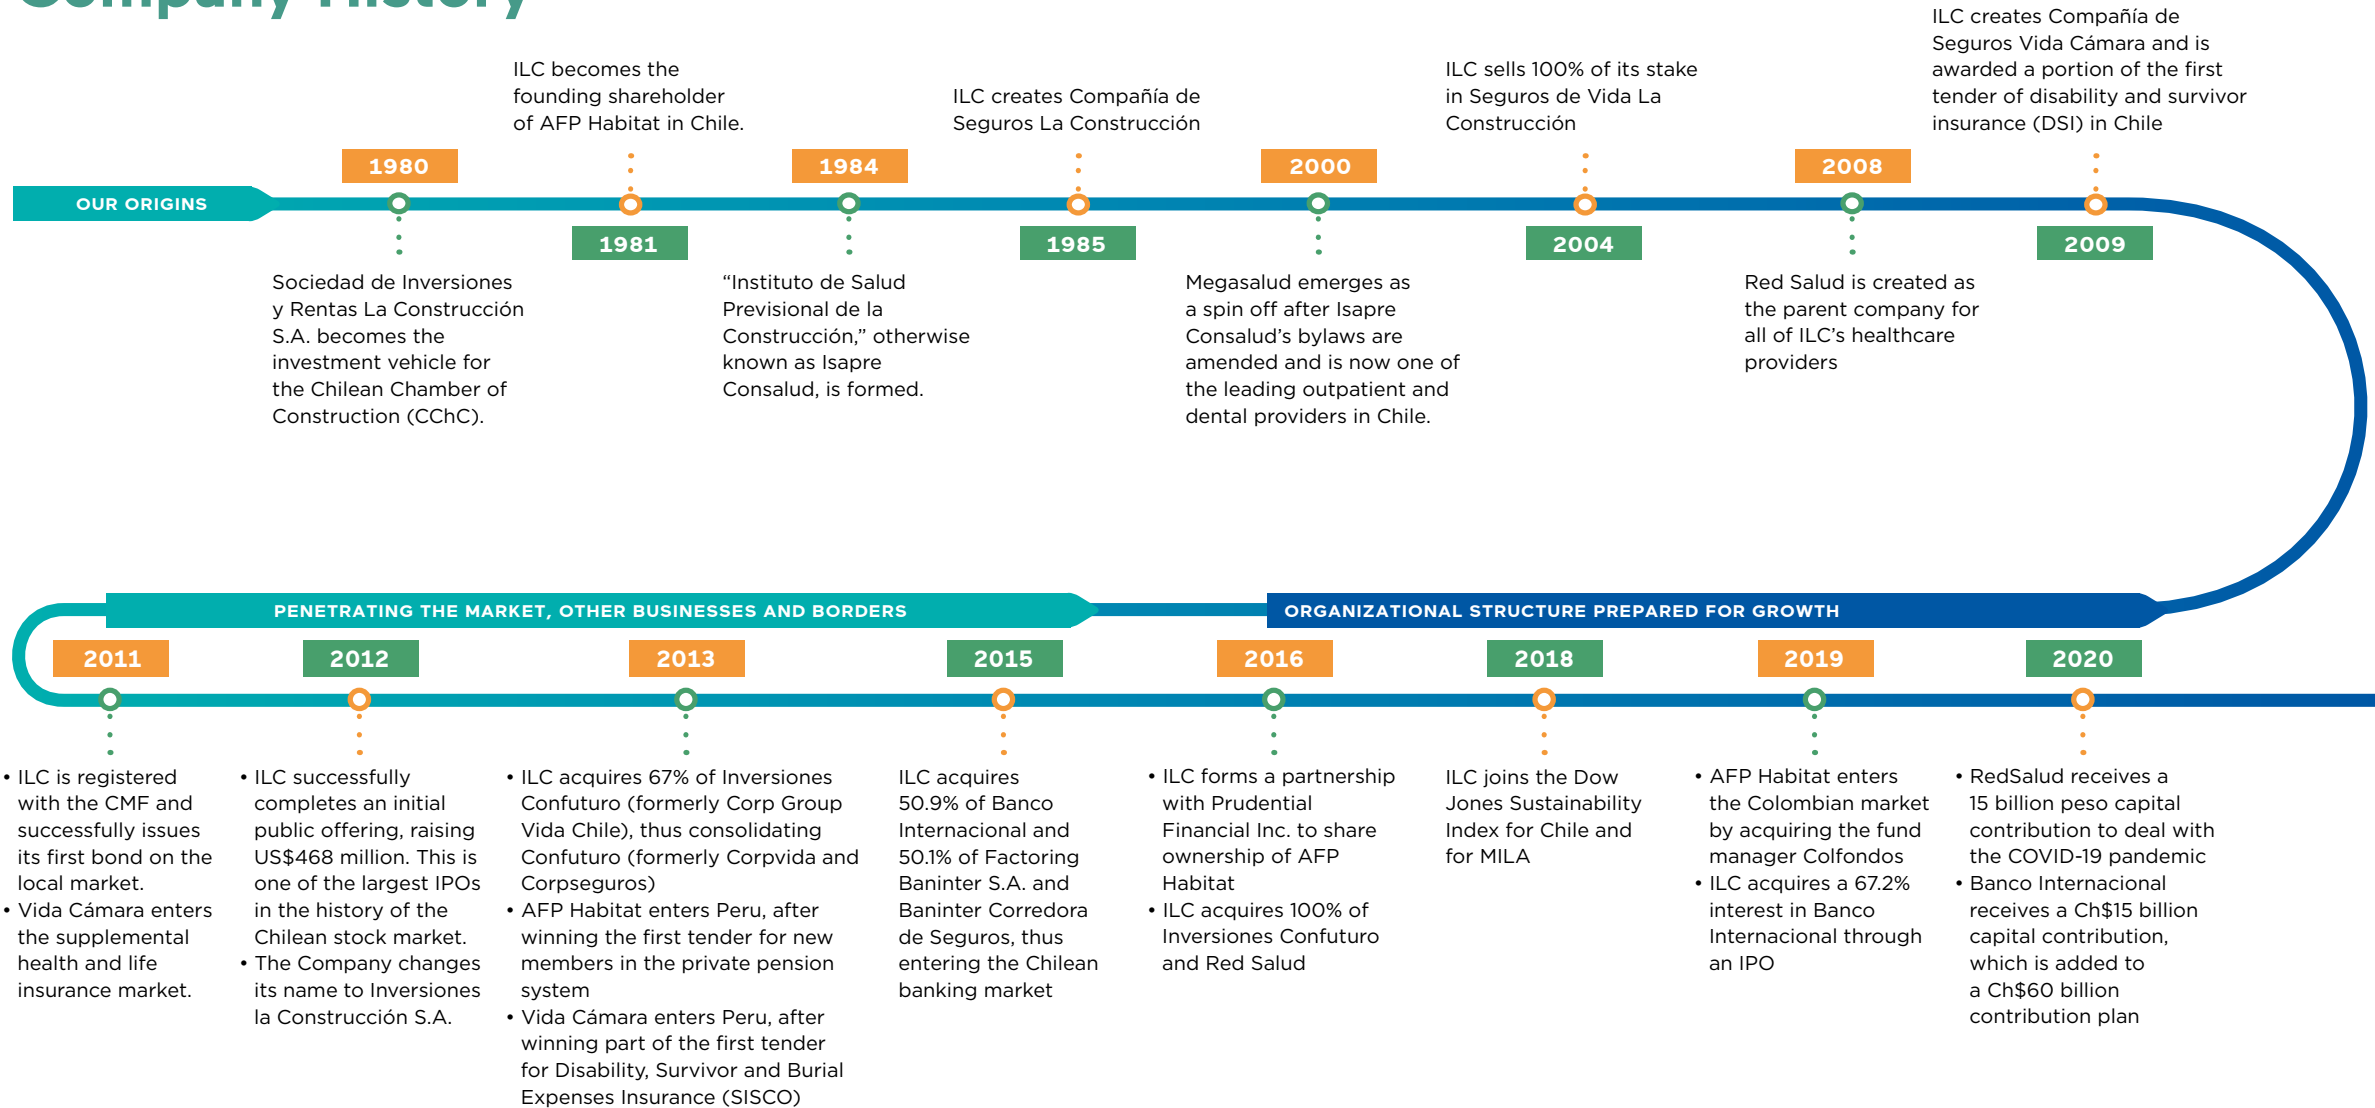 Company History
OUR ORIGINS
1980
Sociedad de Inversiones
y Rentas La Construcción
S.A. becomes the
investment vehicle for
the Chilean Chamber of
Construction (CChC).
ILC becomes the
founding shareholder
of AFP Habitat in Chile.
1981
1984
“Instituto de Salud
Previsional de la
Construcción,” otherwise
known as Isapre
Consalud, is formed.
ILC creates Compañía de
Seguros La Construcción
1985
2000
Megasalud emerges as
a spin off after Isapre
Consalud’s bylaws are
amended and is now one of
the leading outpatient and
dental providers in Chile.
ILC sells 100% of its stake
in Seguros de Vida La
Construcción
2004
2008
Red Salud is created as
the parent company for
all of ILC’s healthcare
providers
ILC creates Compañía de
Seguros Vida Cámara and is
awarded a portion of the first
tender of disability and survivor
insurance (DSI) in Chile
2009
PENETRATING THE MARKET, OTHER BUSINESSES AND BORDERS
ORGANIZATIONAL STRUCTURE PREPARED FOR GROWTH
2011
• ILC is registered
with the CMF and
successfully issues
its first bond on the
local market.
• Vida Cámara enters
the supplemental
health and life
insurance market.
2012
• ILC successfully
completes an initial
public offering, raising
US$468 million. This is
one of the largest IPOs
in the history of the
Chilean stock market.
• The Company changes
its name to Inversiones
la Construcción S.A.
2013
• ILC acquires 67% of Inversiones
Confuturo (formerly Corp Group
Vida Chile), thus consolidating
Confuturo (formerly Corpvida and
Corpseguros)
• AFP Habitat enters Peru, after
winning the first tender for new
members in the private pension
system
• Vida Cámara enters Peru, after
winning part of the first tender
for Disability, Survivor and Burial
Expenses Insurance (SISCO)
2015
ILC acquires
50.9% of Banco
Internacional and
50.1% of Factoring
Baninter S.A. and
Baninter Corredora
de Seguros, thus
entering the Chilean
banking market
2016
• ILC forms a partnership
with Prudential
Financial Inc. to share
ownership of AFP
Habitat
• ILC acquires 100% of
Inversiones Confuturo
and Red Salud
2018
ILC joins the Dow
Jones Sustainability
Index for Chile and
for MILA
2019
• AFP Habitat enters
the Colombian market
by acquiring the fund
manager Colfondos
• ILC acquires a 67.2%
interest in Banco
Internacional through
an IPO
2020
• RedSalud receives a
15 billion peso capital
contribution to deal with
the COVID-19 pandemic
• Banco Internacional
receives a Ch$15 billion
capital contribution,
which is added to
a Ch$60 billion
contribution plan